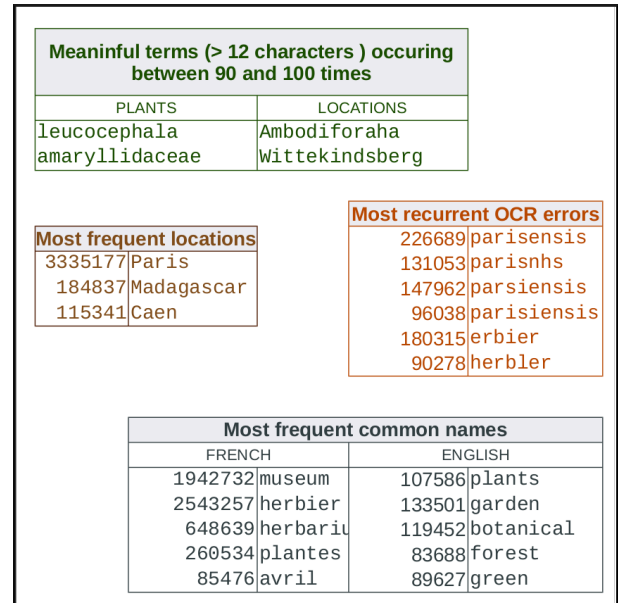 Meaninful terms (> 12 characters ) occuring
between 90 and 100 times
PLANTS LOCATIONS
leucocephala Ambodiforaha
amaryllidaceae Wittekindsberg
Most recurrent OCR errors
226689 parisensis
131053 parisnhs
147962 parsiensis
96038 parisiensis
180315 erbier
90278 herbler
Most frequent locations
3335177 Paris
184837 Madagascar
115341 Caen
Most frequent common names
FRENCH ENGLISH
1942732 museum 107586 plants
2543257 herbier 133501 garden
648639 herbariu 119452 botanical
260534 plantes 83688 forest
85476 avril 89627 green